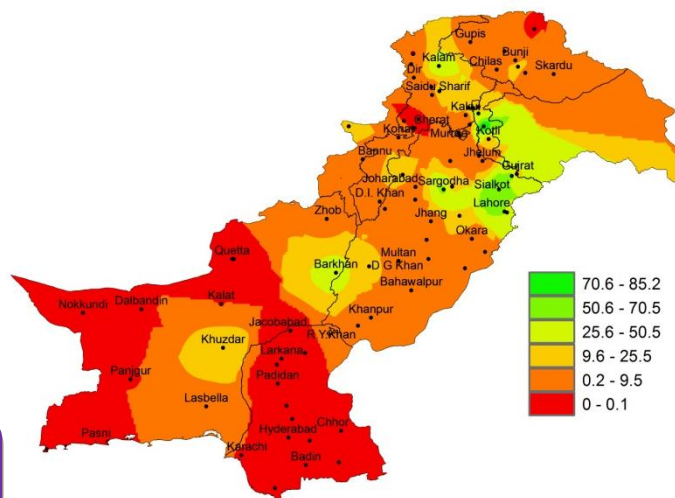 Gupis
Kalam
Bunji
Chilas
Skardu
Dir
Saidu Sharif
Kakul
Cherat
Kohat
Murree
Kotli
Bannu
Jhelum
Gujrat
Joharabad
Sargodha
Sialkot
D.I. Khan
Lahore
Zhob
Jhang
Okara
Quetta
Multan
Barkhan
D G Khan
Bahawalpur
Nokkundi
Dalbandin
Kalat
Khanpur
Jacobabad
R.Y.Khan
Khuzdar
Larkana
Panjgur
Padidan
Lasbella
Pasni
Hyderabad
Chhor
Karachi
Badin
70.6 - 85.2
50.6 - 70.5
25.6 - 50.5
9.6 - 25.5
0.2 - 9.5
0 - 0.1